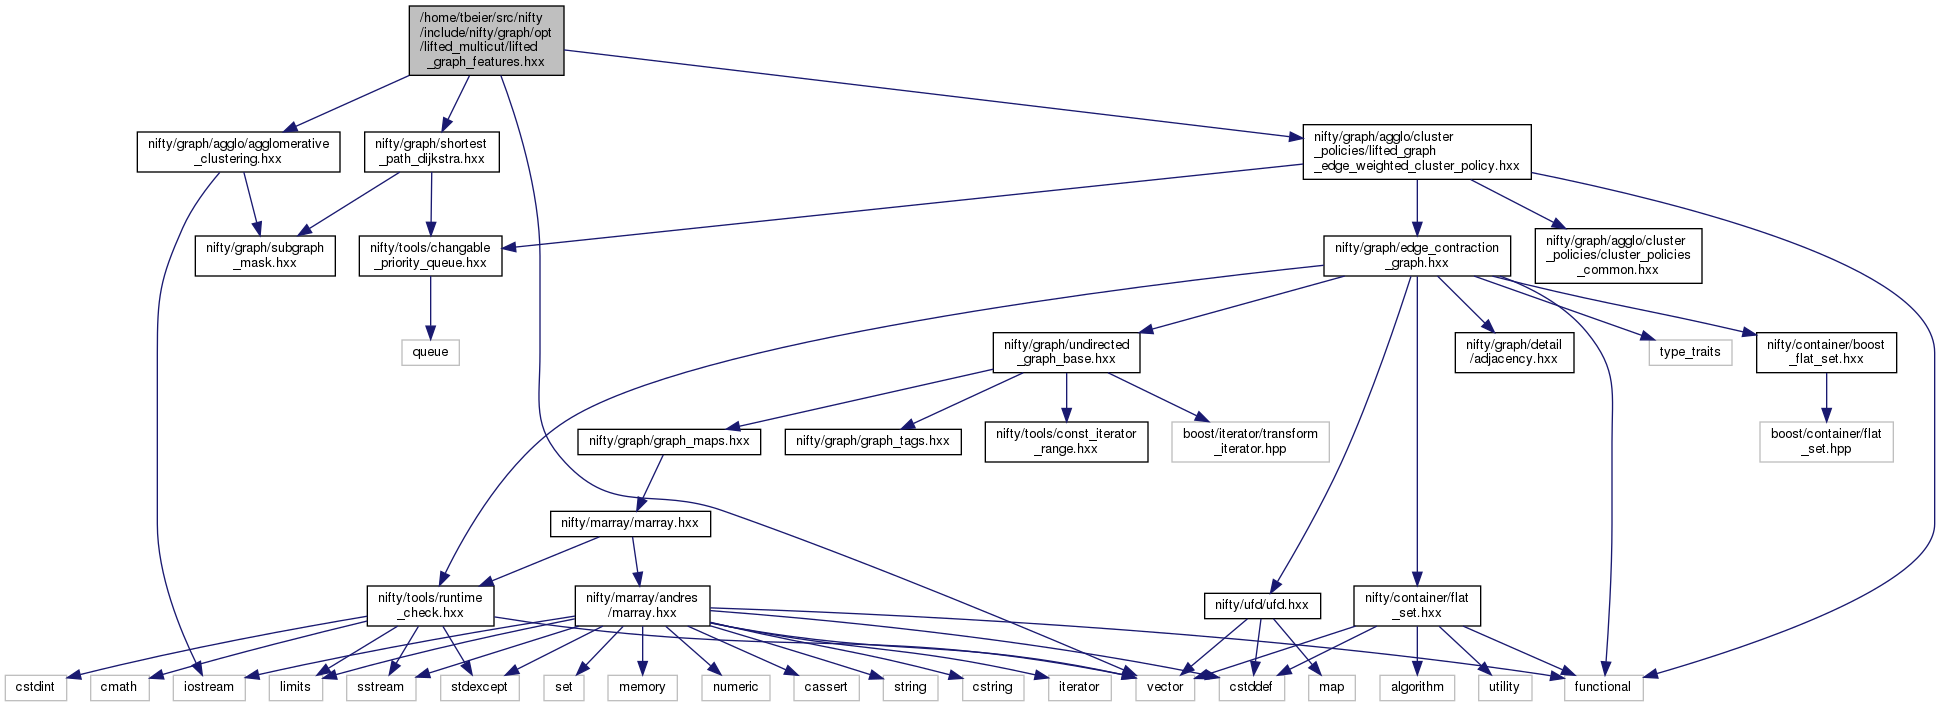 /home/tbeier/src/nifty
/include/nifty/graph/opt
/lifted_multicut/lifted
_graph_features.hxx
nifty/graph/agglo/agglomerative
_clustering.hxx
nifty/graph/shortest
_path_dijkstra.hxx
nifty/graph/agglo/cluster
_policies/lifted_graph
_edge_weighted_cluster_policy.hxx
nifty/graph/subgraph
_mask.hxx
nifty/tools/changable
_priority_queue.hxx
nifty/graph/edge_contraction
_graph.hxx
nifty/graph/agglo/cluster
_policies/cluster_policies
_common.hxx
queue
nifty/graph/undirected
_graph_base.hxx
nifty/graph/detail
/adjacency.hxx
type_traits
nifty/container/boost
_flat_set.hxx
nifty/graph/graph_maps.hxx
nifty/graph/graph_tags.hxx
nifty/tools/const_iterator
_range.hxx
boost/iterator/transform
_iterator.hpp
boost/container/flat
_set.hpp
nifty/marray/marray.hxx
nifty/tools/runtime
_check.hxx
nifty/marray/andres
/marray.hxx
nifty/ufd/ufd.hxx
nifty/container/flat
_set.hxx
cstdint
cmath
iostream
limits
sstream
stdexcept
set
memory
numeric
cassert
string
cstring
iterator
vector
cstddef
map
algorithm
utility
functional